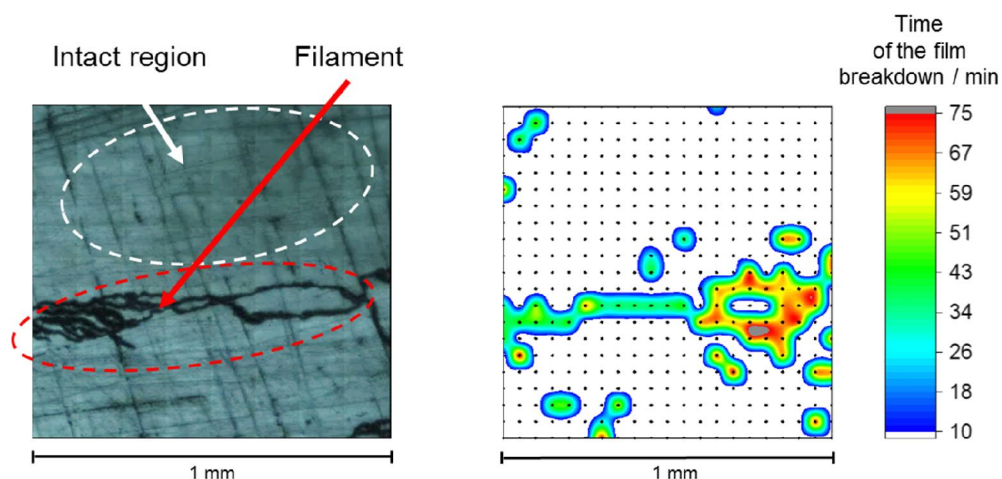 Intact region
Filament
1 mm
1 mm
Time
of the film
breakdown / min
75
67
59
51
43
34
26
18
10